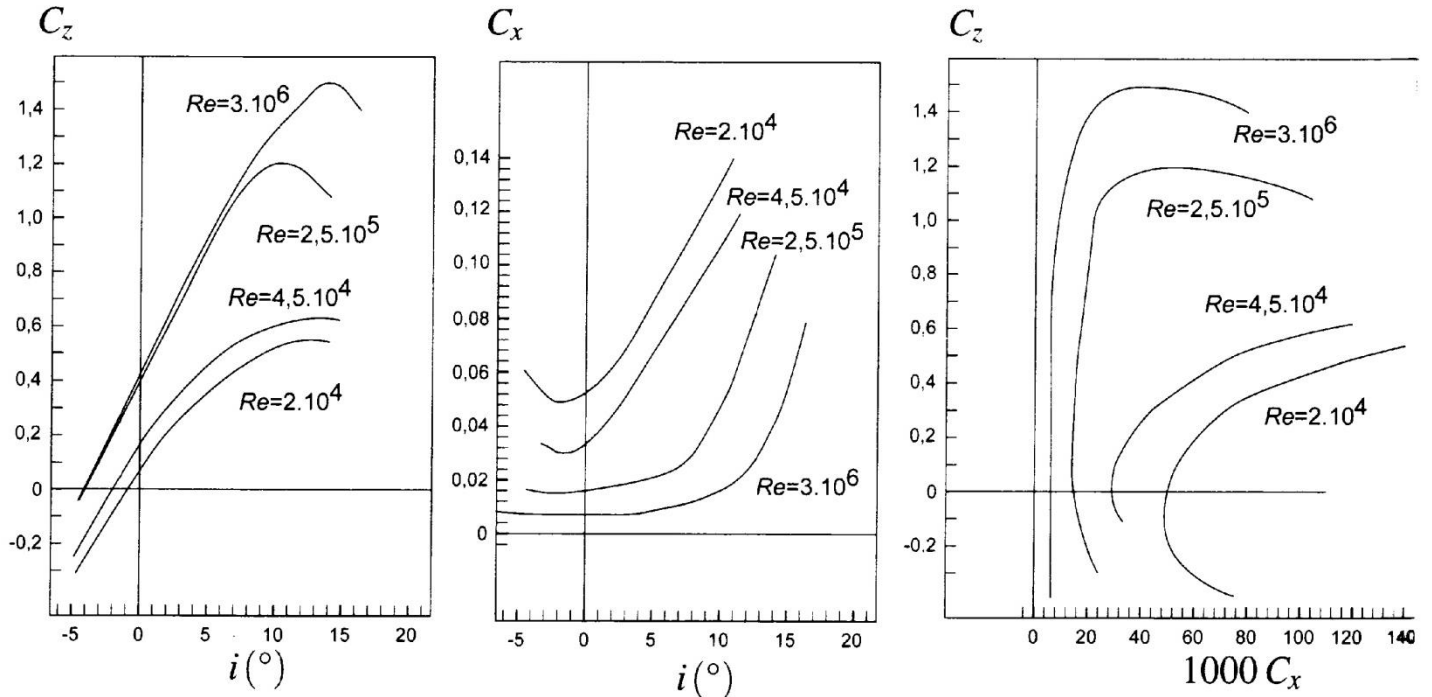 C_z
1,4
1,2
1,0
0,8
0,6
0,4
0,2
0
-0,2
Re=3.10^6
Re=2,5.10^5
Re=4,5.10^4
Re=2.10^4
-5 0 5 10 15 20
i (°)
C_x
0,14
0,12
0,10
0,08
0,06
0,04
0,02
0
Re=2.10^4
Re=4,5.10^4
Re=2,5.10^5
Re=3.10^6
-5 0 5 10 15 20
i (°)
C_z
1,4
1,2
1,0
0,8
0,6
0,4
0,2
0
-0.2
Re=3.10^6
Re=2,5.10^5
Re=4,5.10^4
Re=2.10^4
0 20 40 60 80 100 120 140
1000 C_x